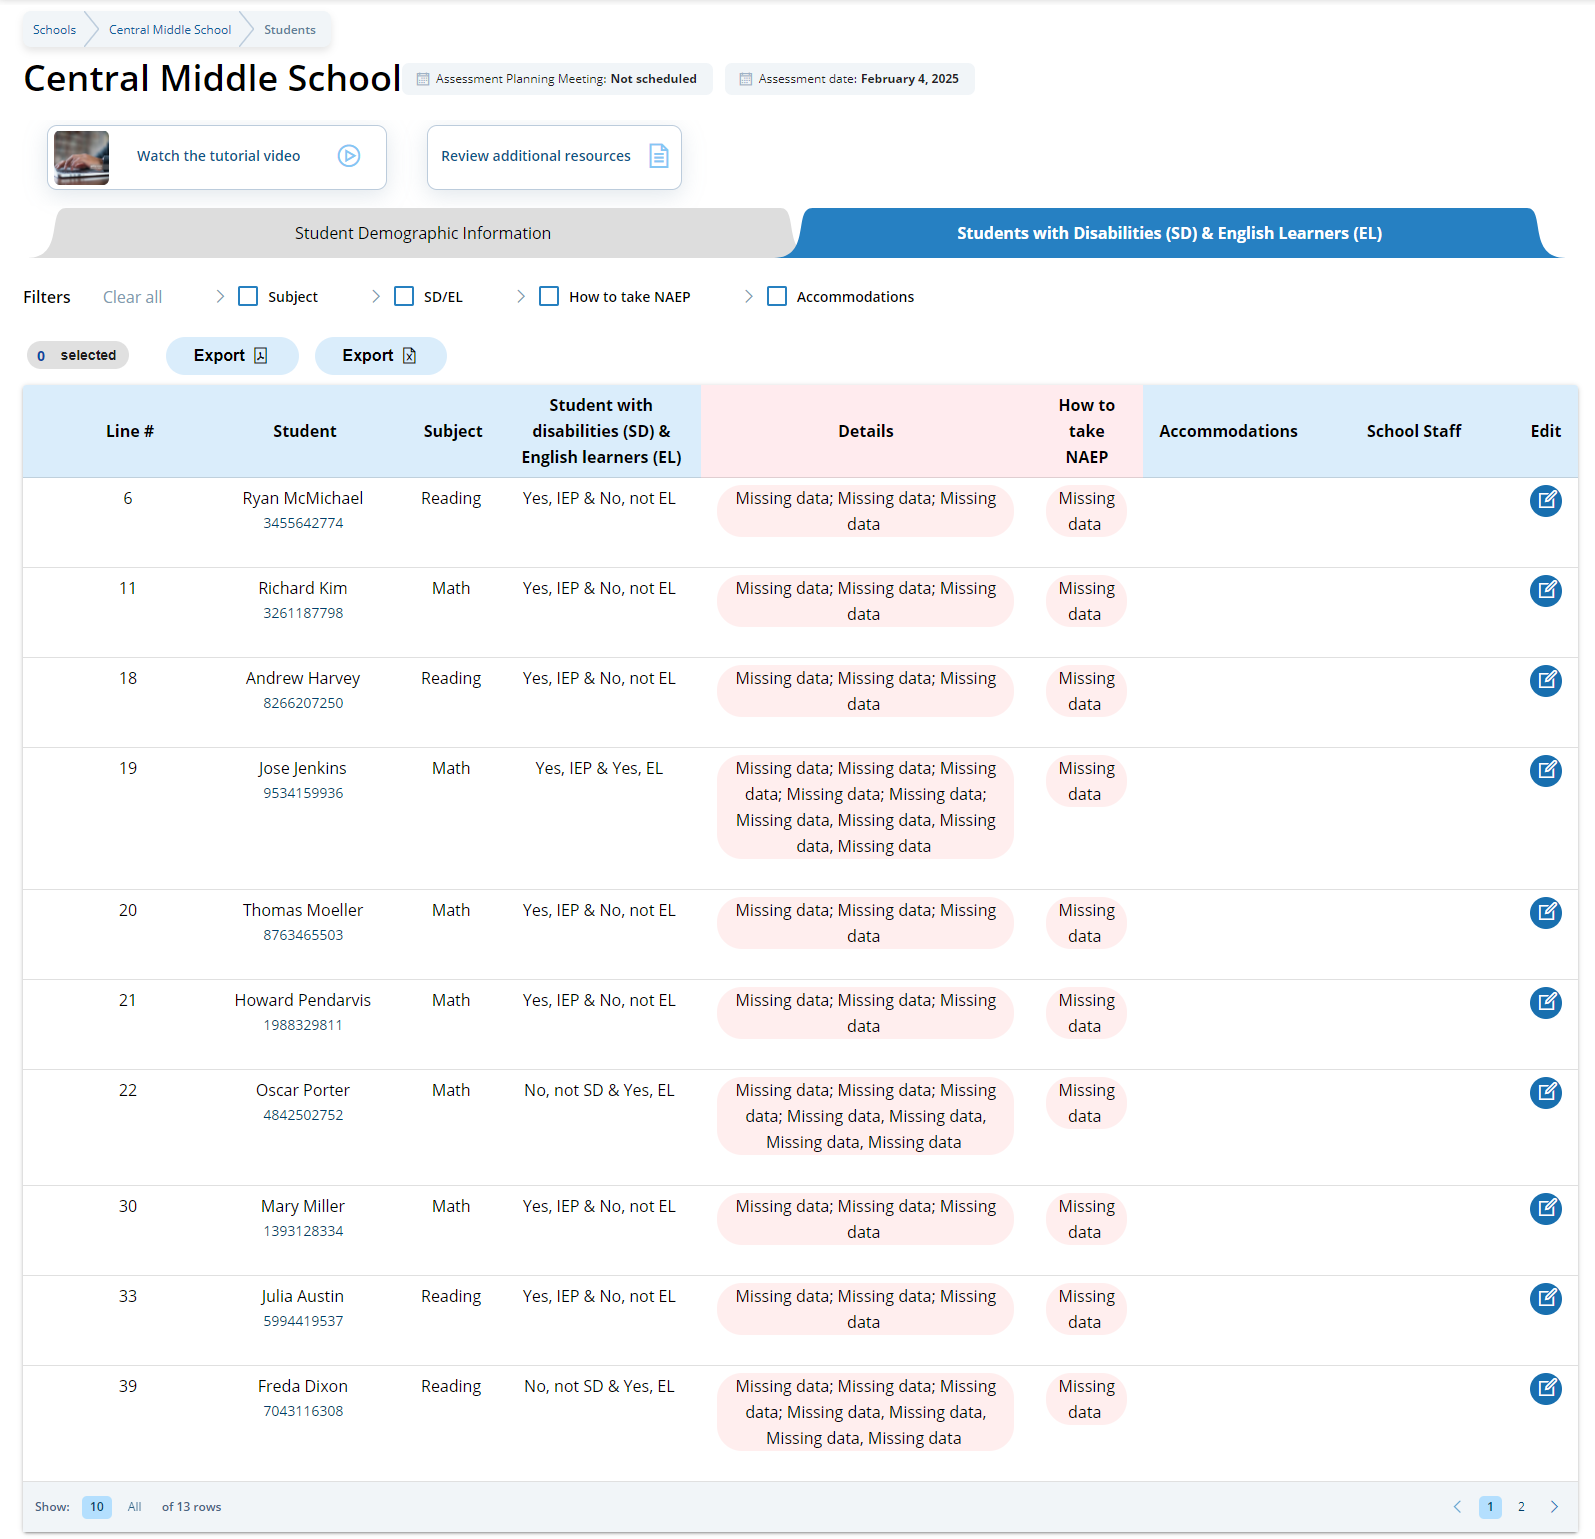 Schools
Central Middle School
Students
Central Middle School
Assessment Planning Meeting: Not scheduled
Assessment date: February 4, 2025
Watch the tutorial video
Review additional resources
Student Demographic Information
Students with Disabilities (SD) & English Learners (EL)
Filters
Clear all
Subject
SD/EL
How to take NAEP
Accommodations
0 selected
Export
Export
Line #
Student
Subject
Student with
disabilities (SD) &
English learners (EL)
Details
How to
take
NAEP
Accommodations
School Staff
Edit
6
Ryan McMichael
3455642774
Reading
Yes, IEP & No, not EL
Missing data; Missing data; Missing
data
Missing
data
11
Richard Kim
3261187798
Math
Yes, IEP & No, not EL
Missing data; Missing data; Missing
data
Missing
data
18
Andrew Harvey
8266207250
Reading
Yes, IEP & No, not EL
Missing data; Missing data; Missing
data
Missing
data
19
Jose Jenkins
9534159936
Math
Yes, IEP & Yes, EL
Missing data; Missing data; Missing
data; Missing data; Missing data;
Missing data, Missing data, Missing
data, Missing data
Missing
data
20
Thomas Moeller
8763465503
Math
Yes, IEP & No, not EL
Missing data; Missing data; Missing
data
Missing
data
21
Howard Pendarvis
1988329811
Math
Yes, IEP & No, not EL
Missing data; Missing data; Missing
data
Missing
data
22
Oscar Porter
4842502752
Math
No, not SD & Yes, EL
Missing data; Missing data; Missing
data; Missing data, Missing data,
Missing data, Missing data
Missing
data
30
Mary Miller
1393128334
Math
Yes, IEP & No, not EL
Missing data; Missing data; Missing
data
Missing
data
33
Julia Austin
5994419537
Reading
Yes, IEP & No, not EL
Missing data; Missing data; Missing
data
Missing
data
39
Freda Dixon
7043116308
Reading
No, not SD & Yes, EL
Missing data; Missing data; Missing
data; Missing data, Missing data,
Missing data, Missing data
Missing
data
Show: 10 All of 13 rows
1 2